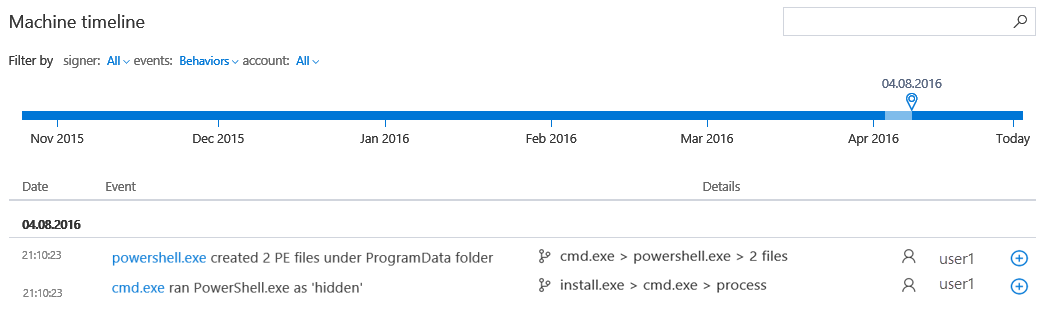 Machine timeline
Filter by signer: All events: Behaviors account: All
04.08.2016
Nov 2015 Dec 2015 Jan 2016 Feb 2016 Mar 2016 Apr 2016 Today
Date Event Details
04.08.2016
21:10:23 powershell.exe created 2 PE files under ProgramData folder cmd.exe > powershell.exe > 2 files user1
21:10:23 cmd.exe ran PowerShell.exe as 'hidden' install.exe > cmd.exe > process user1